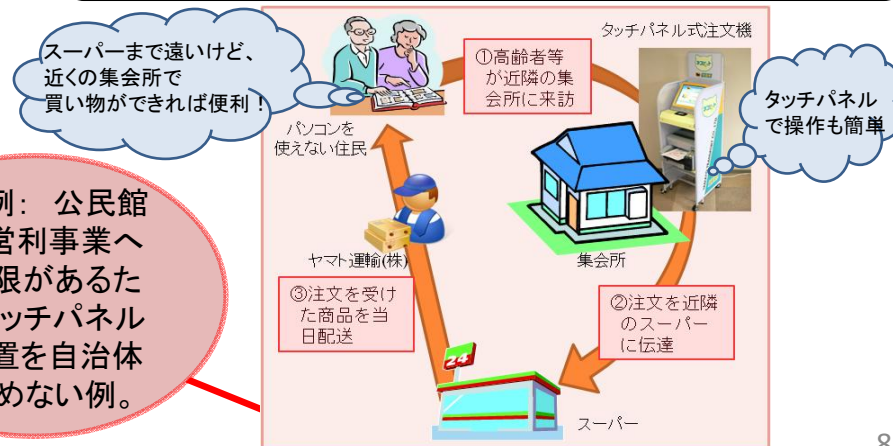 スーパーまで遠いけど、
近くの集会所で
買い物ができれば便利！
タッチパネル式注文機
①高齢者等
が近隣の集
会所に来訪
タッチパネル
で操作も簡単
パソコンを
使えない住民
例： 公民館
営利事業へ
限があるた
ッチパネル
置を自治体
めない例。
ヤマト運輸(株)
集会所
③注文を受け
た商品を当
日配送
②注文を近隣
のスーパー
に伝達
24
スーパー
8